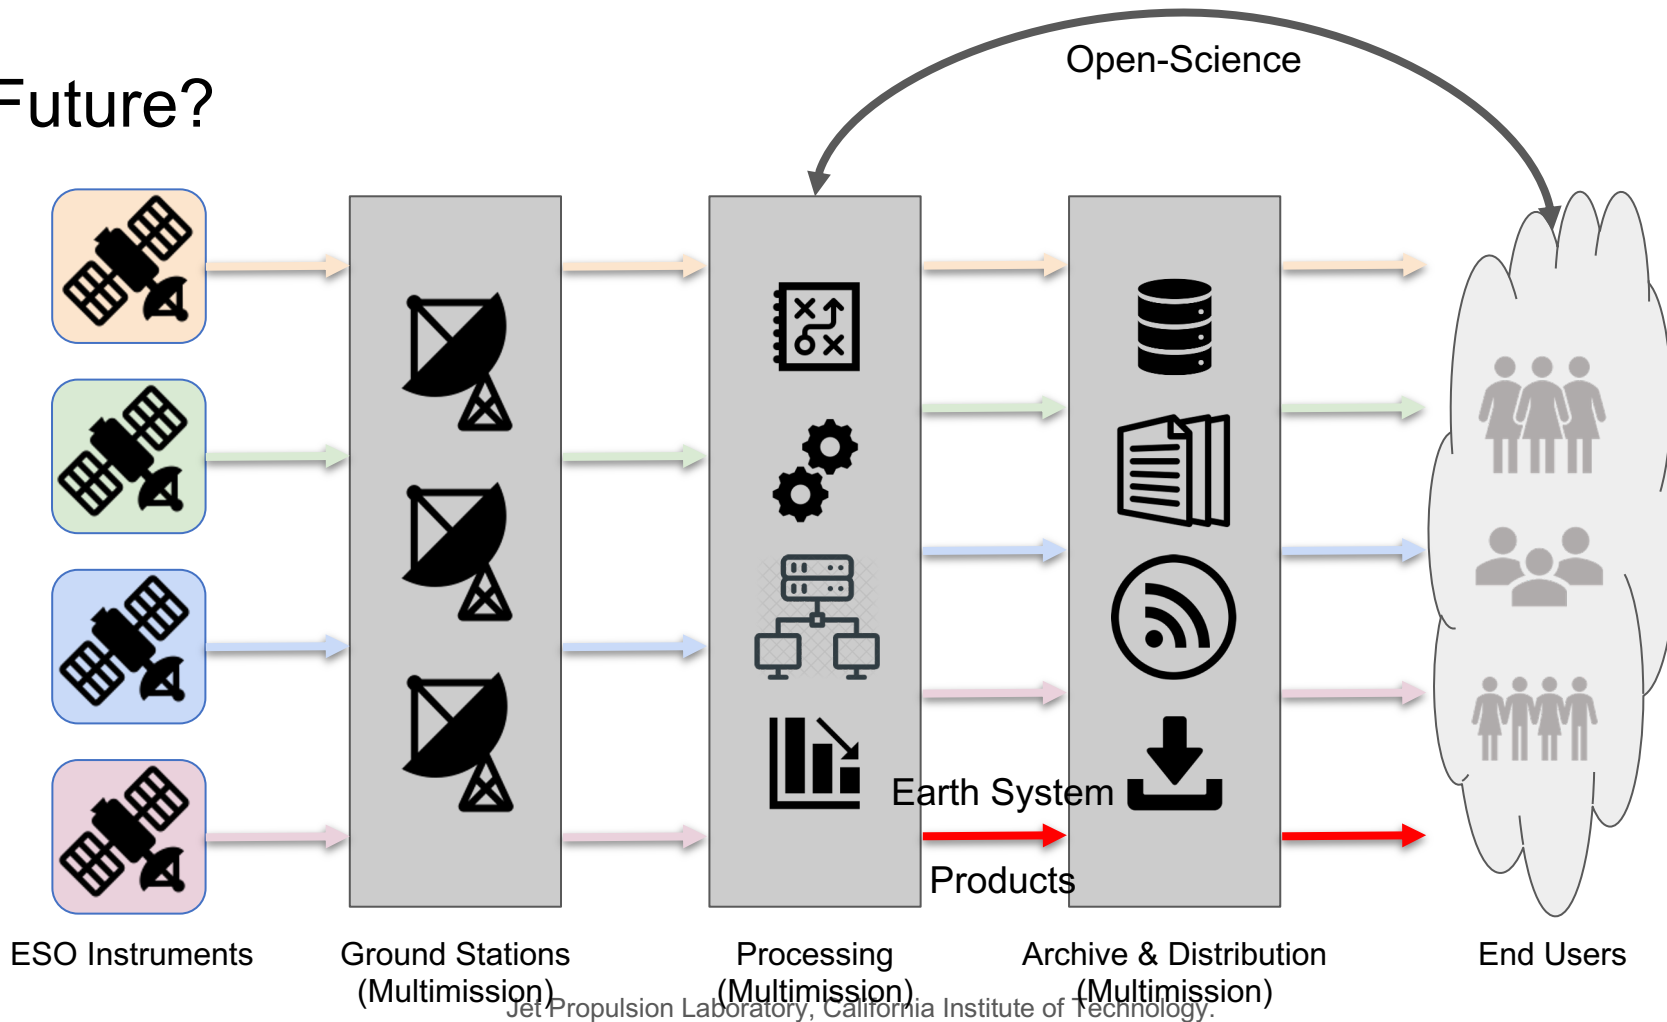 Future?
Open-Science
Earth System
Products
ESO Instruments
Ground Stations
(Multimission)
Processing
(Multimission)
Archive & Distribution
(Multimission)
End Users
Jet Propulsion Laboratory, California Institute of Technology.